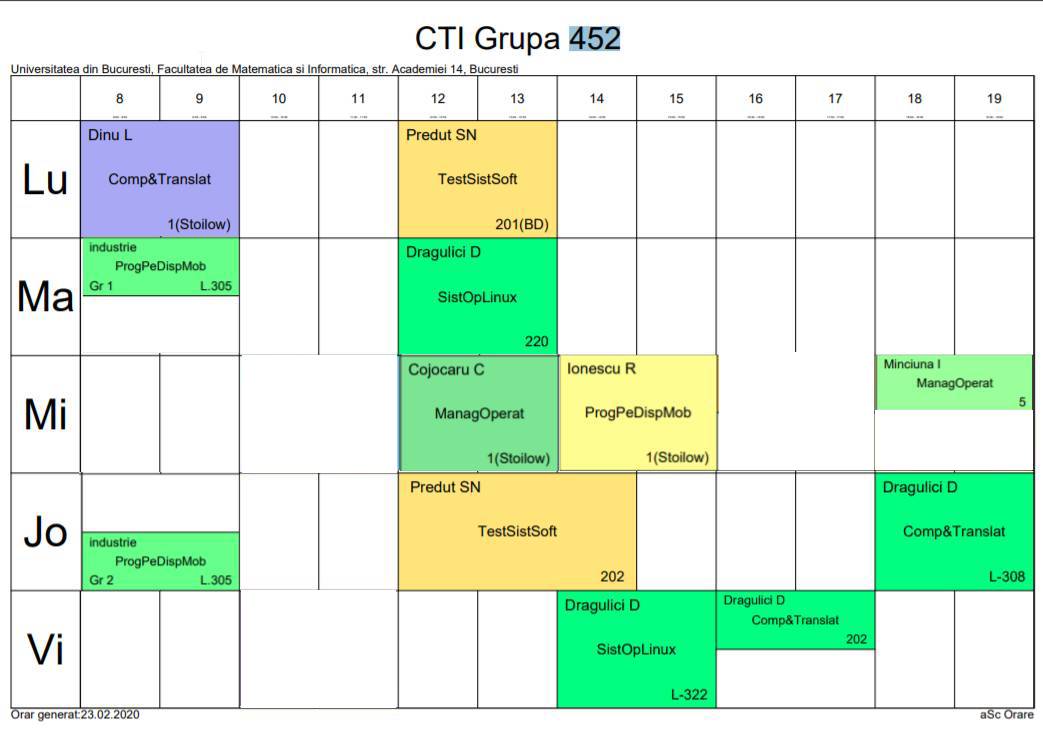 CTI Grupa 452
Universitatea din Bucuresti, Facultatea de Matematica si Informatica, str. Academiei 14, Bucuresti
8 9 10 11 12 13 14 15 16 17 18 19
Lu
Dinu L
Comp&Translat
1(Stoilow)
Predut SN
TestSistSoft
201(BD)
Ma
industrie
ProgPeDispMob
Gr 1 L.305
Dragulici D
SistOpLinux
220
Mi
Cojocaru C
ManagOperat
1(Stoilow)
Ionescu R
ProgPeDispMob
1(Stoilow)
Minciuna I
ManagOperat
5
Jo
industrie
ProgPeDispMob
Gr 2 L.305
Predut SN
TestSistSoft
202
Dragulici D
Comp&Translat
L-308
Vi
Dragulici D
SistOpLinux
L-322
Dragulici D
Comp&Translat
202
Orar generat:23.02.2020
aSc Orare